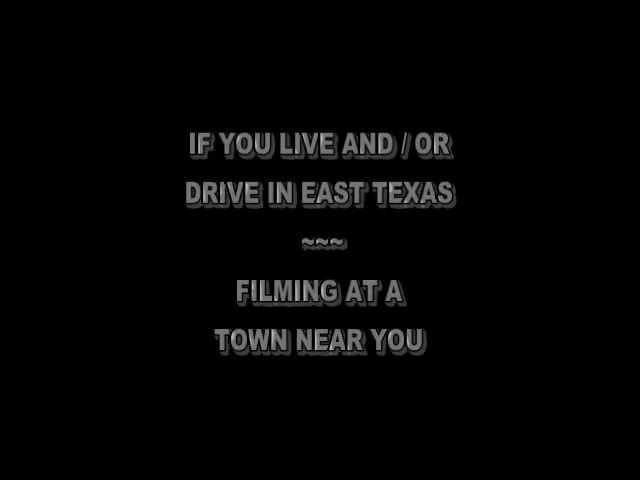 IF YOU LIVE AND / OR
DRIVE IN EAST TEXAS
~~~
FILMING AT A
TOWN NEAR YOU